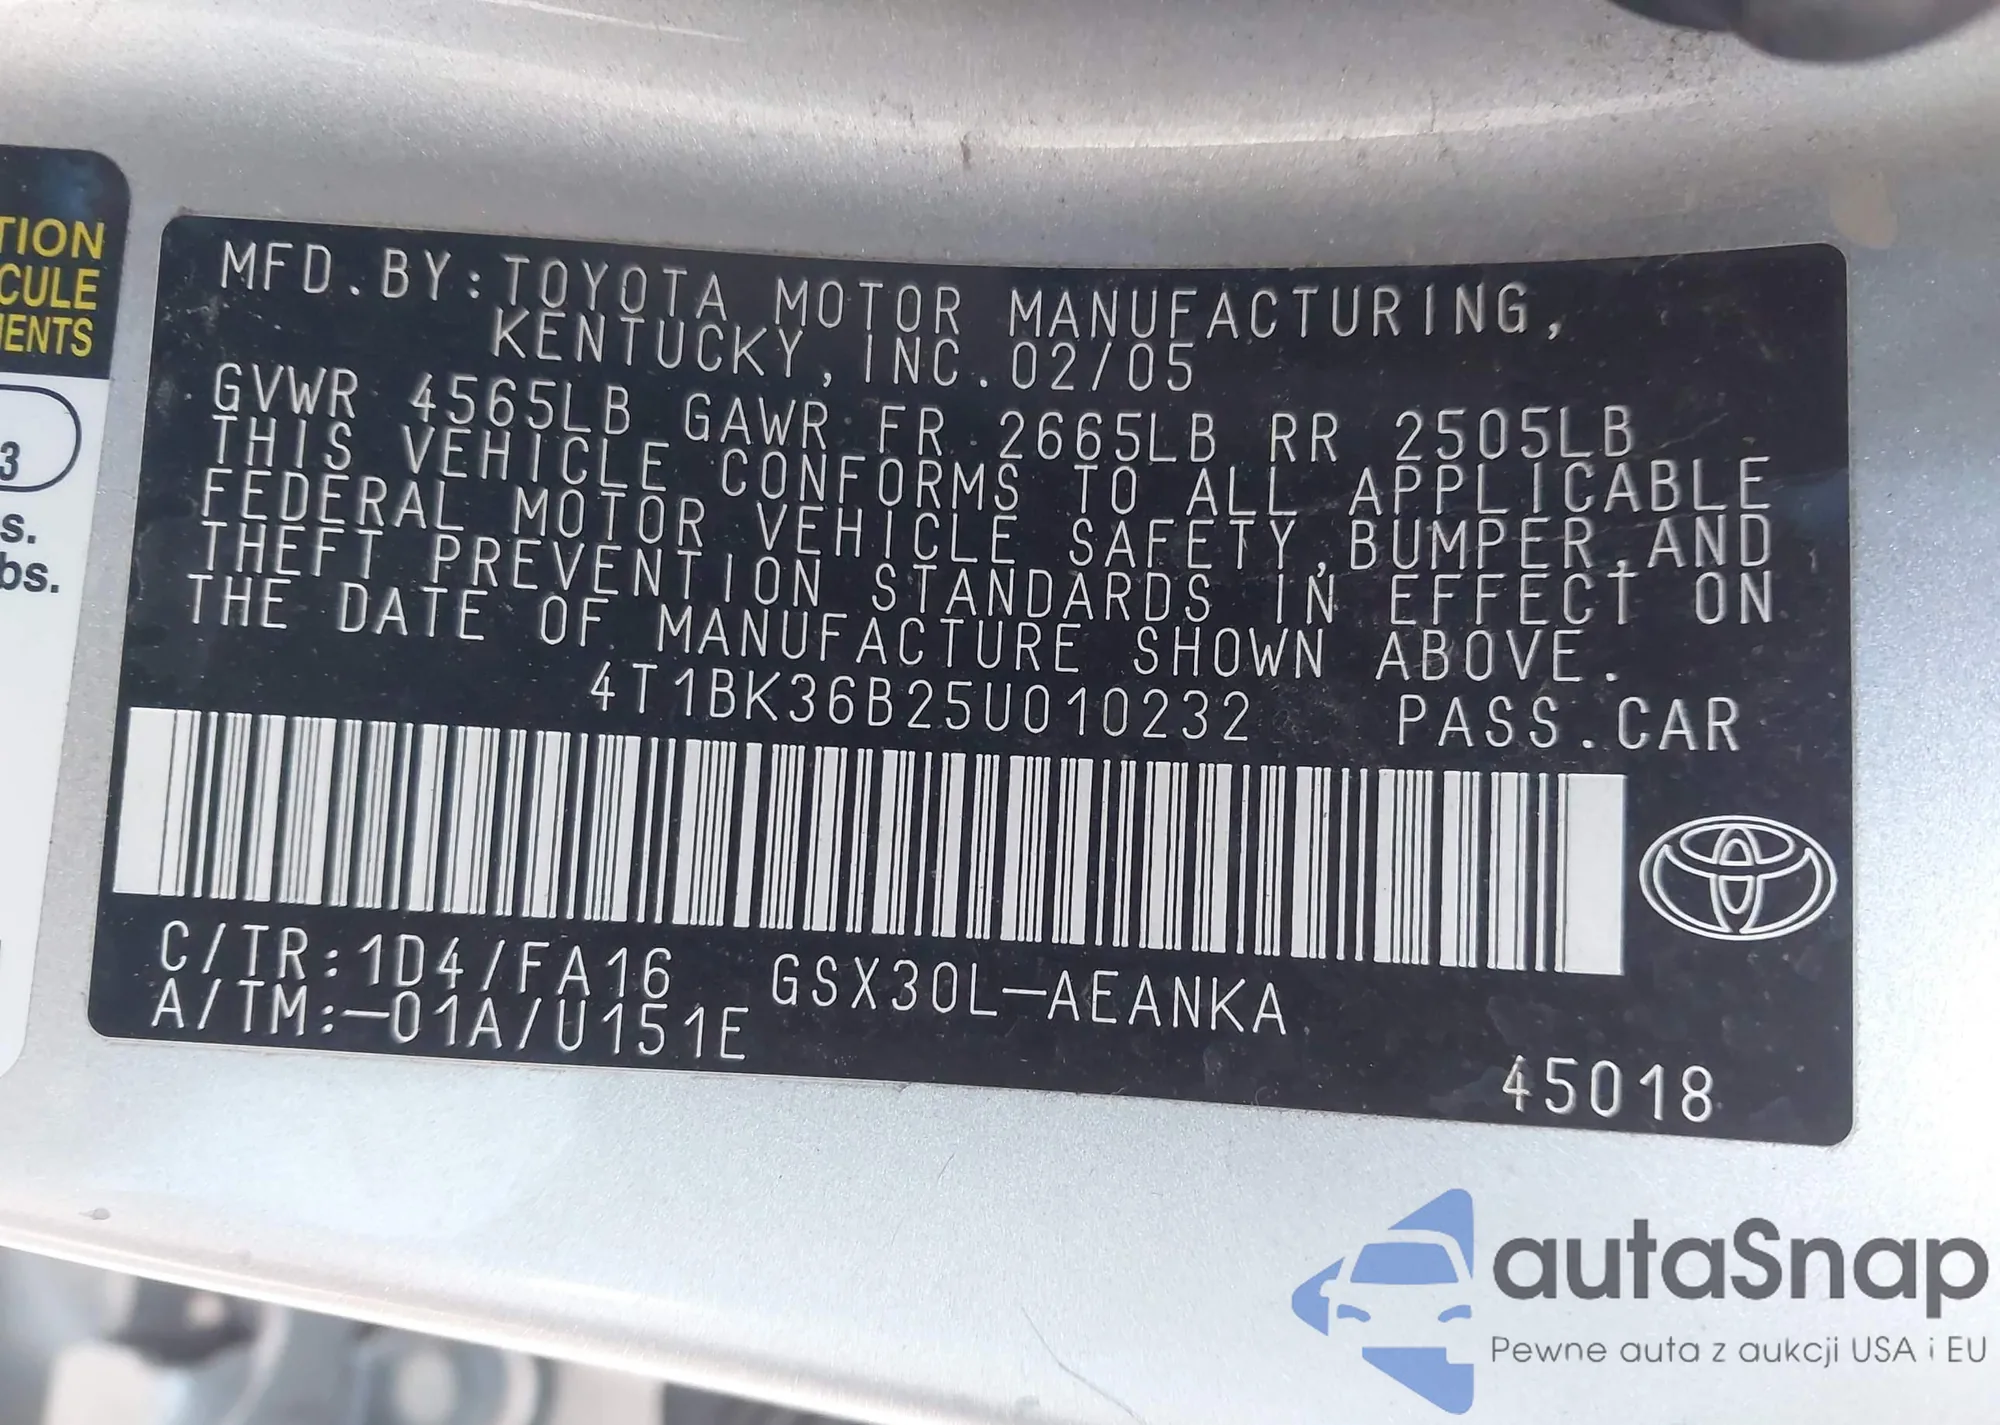 TION
CULE
MENTS
3
s.
bs.
MFD.BY:TOYOTA MOTOR MANUFACTURING,
KENTUCKY,INC.02/05
GVWR 4565LB GAWR FR 2665LB RR 2505LB
THIS VEHICLE CONFORMS TO ALL APPLICABLE
FEDERAL MOTOR VEHICLE SAFETY,BUMPER,AND
THEFT PREVENTION STANDARDS IN EFFECT ON
THE DATE OF MANUFACTURE SHOWN ABOVE.
4T1BK36B25U010232 PASS.CAR
C/TR:1D4/FA16 GSX30L-AEANKA
A/TM:-01A/U151E
45018
autaSnap
Pewne auta z aukcji USA i EU